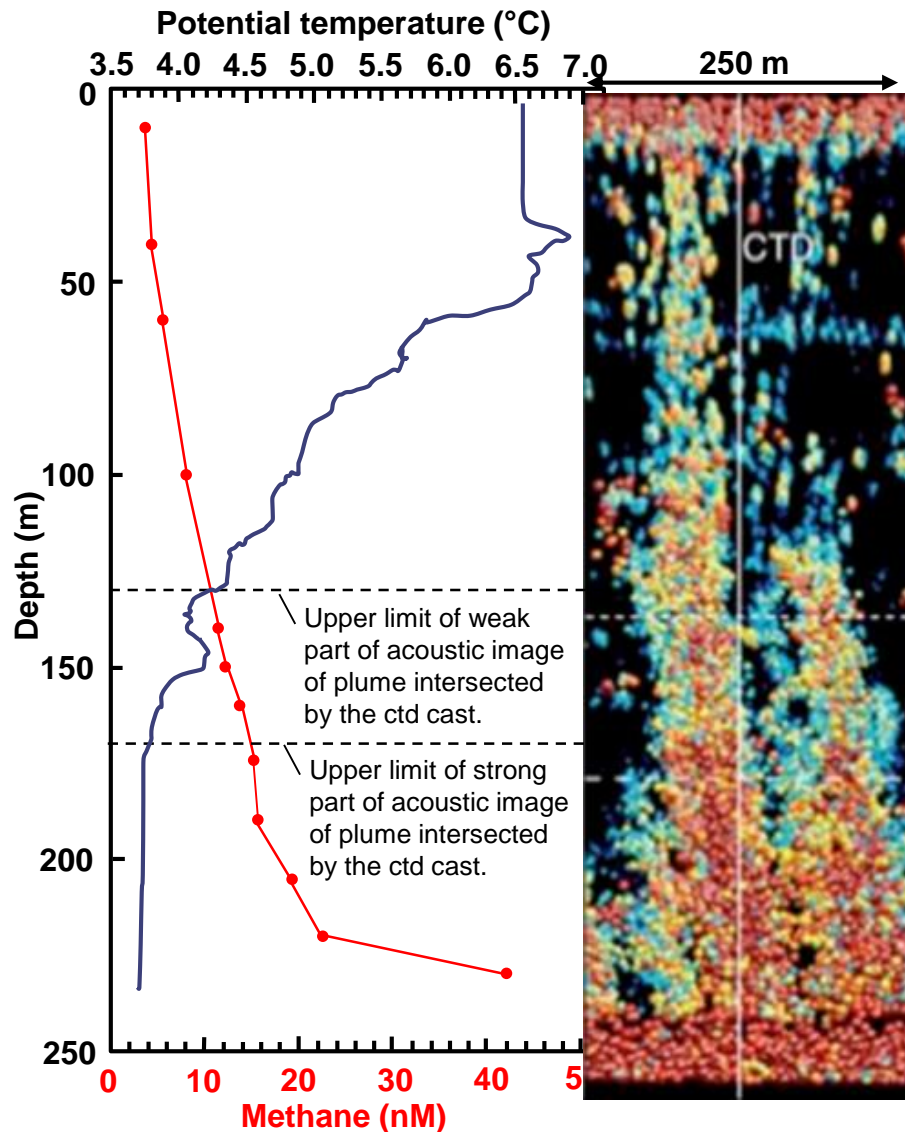 Potential temperature (°C)
3.5 4.0 4.5 5.0 5.5 6.0 6.5 7.0
250 m
0
50
100
150
200
250
Depth (m)
CTD
Upper limit of weak
part of acoustic image
of plume intersected
by the ctd cast.
Upper limit of strong
part of acoustic image
of plume intersected
by the ctd cast.
0 10 20 30 40 5
Methane (nM)